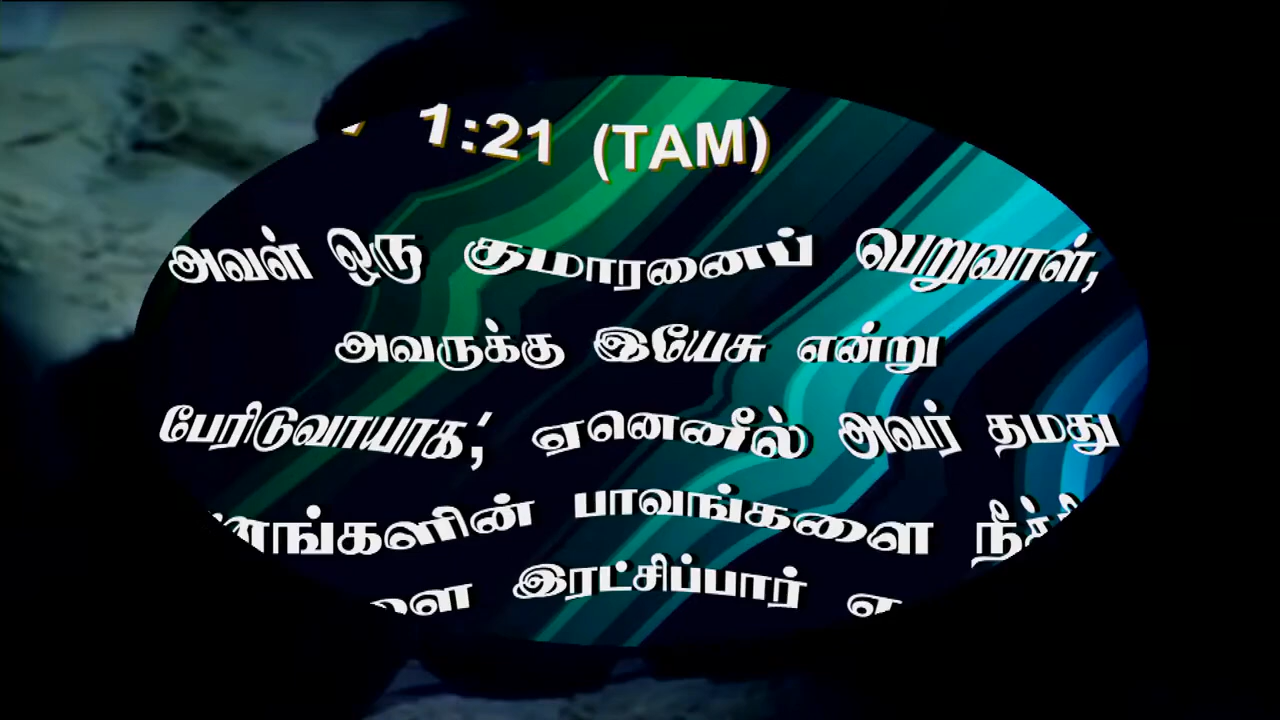 1:21 (TAM)
அவள் ஒரு குமாரனைப் பெறுவாள்,
அவருக்கு இயேசு என்று
பேரிடுவாயாக; ஏனெனில் அவர் தமது
பாவங்களை
இரட்சிப்பார்